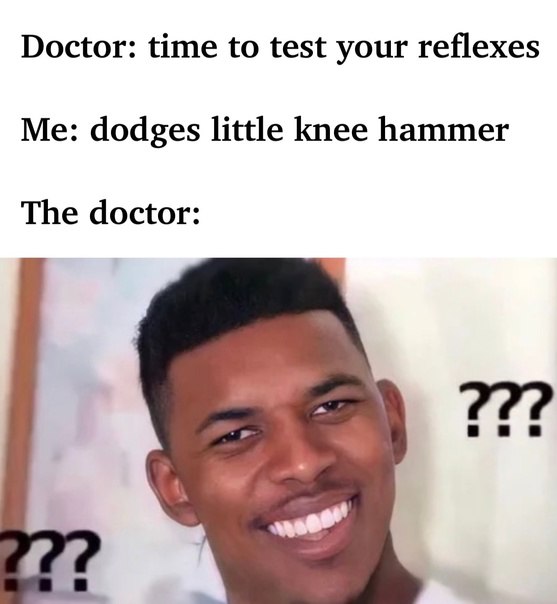 Doctor: time to test your reflexes
Me: dodges little knee hammer
The doctor:
???
???